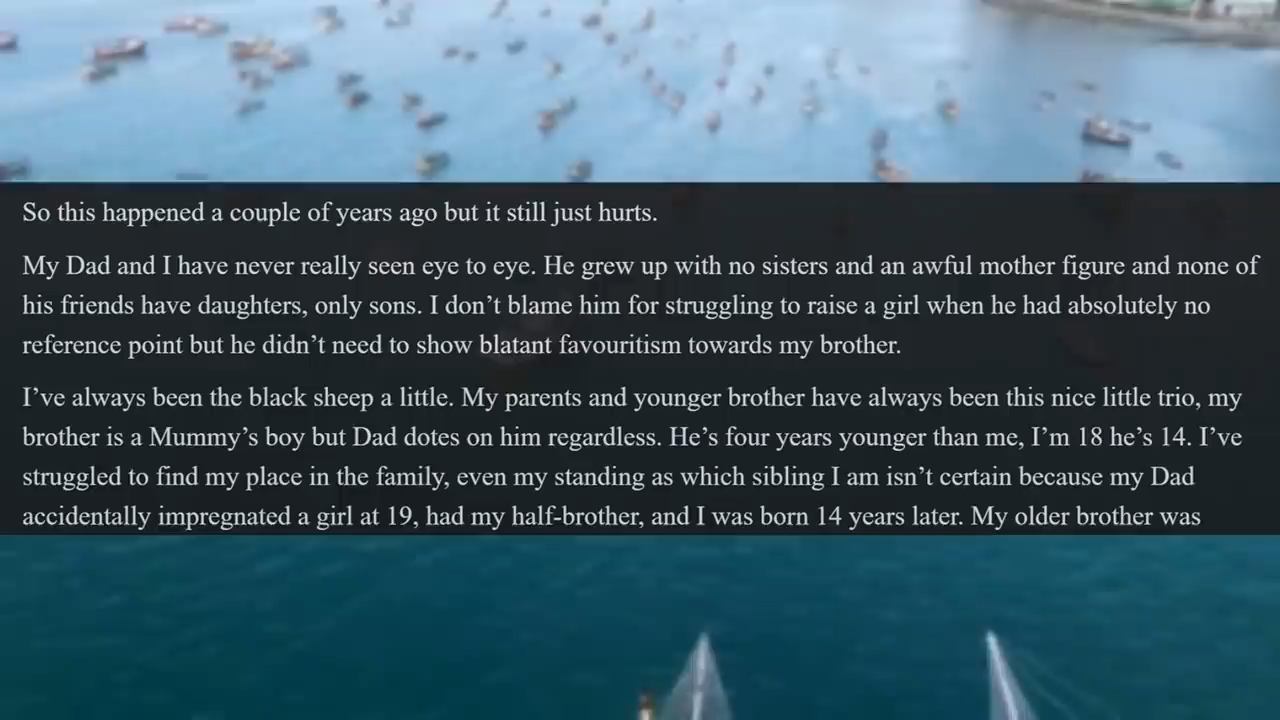 So this happened a couple of years ago but it still just hurts.
My Dad and I have never really seen eye to eye. He grew up with no sisters and an awful mother figure and none of
his friends have daughters, only sons. I don’t blame him for struggling to raise a girl when he had absolutely no
reference point but he didn’t need to show blatant favouritism towards my brother.
I’ve always been the black sheep a little. My parents and younger brother have always been this nice little trio, my
brother is a Mummy’s boy but Dad dotes on him regardless. He’s four years younger than me, I’m 18 he’s 14. I’ve
struggled to find my place in the family, even my standing as which sibling I am isn’t certain because my Dad
accidentally impregnated a girl at 19, had my half-brother, and I was born 14 years later. My older brother was